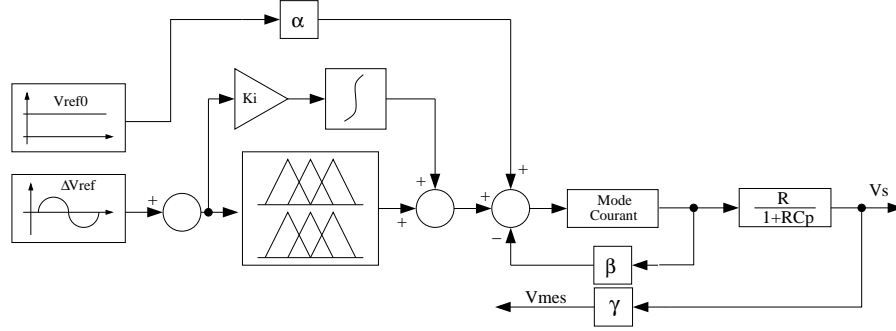 α
Vref0
Ki
∫
ΔVref
+
+
+
+
+
−
Mode
Courant
R
1+RCp
Vs
β
Vmes
γ